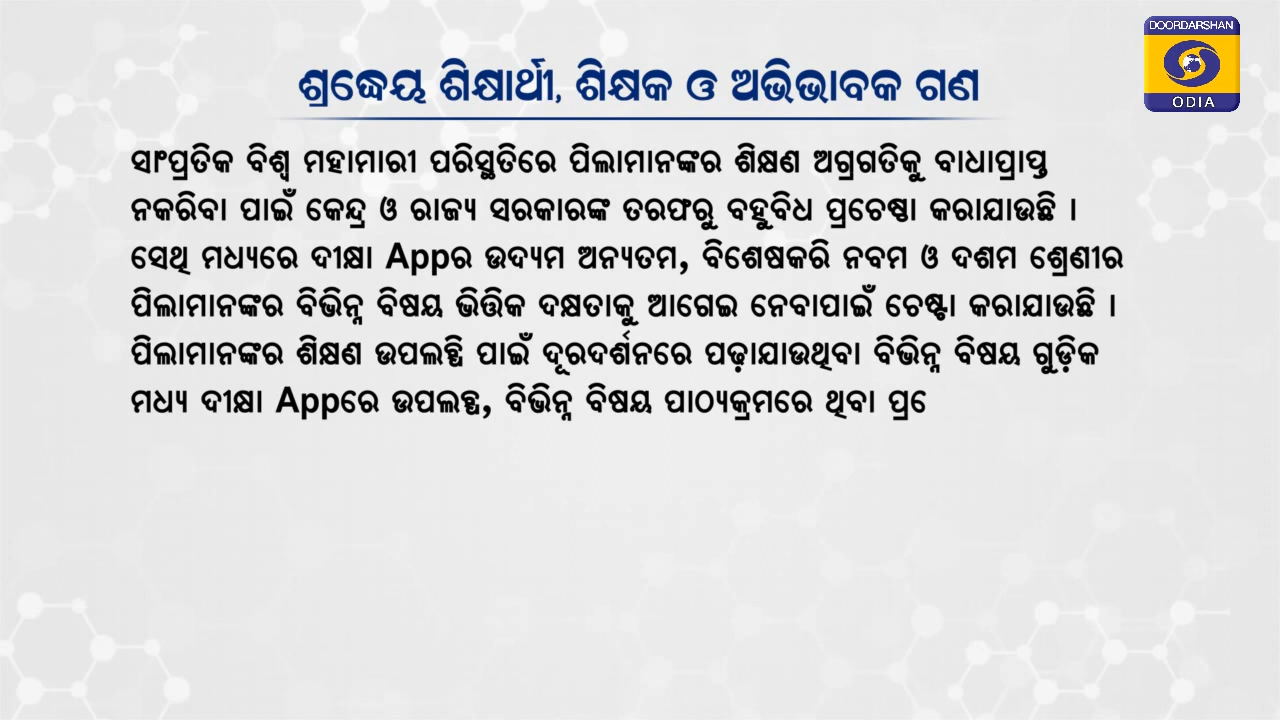 DOORDARSHAN
ODIA
ଶ୍ରଦ୍ଧେୟ ଶିକ୍ଷାର୍ଥୀ, ଶିକ୍ଷକ ଓ ଅଭିଭାବକ ଗଣ
ସାଂପ୍ରତିକ ବିଶ୍ୱ ମହାମାରୀ ପରିସ୍ଥିତିରେ ପିଲାମାନଙ୍କର ଶିକ୍ଷଣ ଅଗ୍ରଗତିକୁ ବାଧାପ୍ରାପ୍ତ
ନକରିବା ପାଇଁ କେନ୍ଦ୍ର ଓ ରାଜ୍ୟ ସରକାରଙ୍କ ତରଫରୁ ବହୁବିଧ ପ୍ରଚେଷ୍ଠା କରାଯାଉଛି ।
ସେଥି ମଧ୍ୟରେ ଦୀକ୍ଷା Appର ଉଦ୍ୟମ ଅନ୍ୟତମ, ବିଶେଷକରି ନବମ ଓ ଦଶମ ଶ୍ରେଣୀର
ପିଲାମାନଙ୍କର ବିଭିନ୍ନ ବିଷୟ ଭିତ୍ତିକ ଦକ୍ଷତାକୁ ଆଗେଇ ନେବାପାଇଁ ଚେଷ୍ଟା କରାଯାଉଛି ।
ପିଲାମାନଙ୍କର ଶିକ୍ଷଣ ଉପଲବ୍ଧି ପାଇଁ ଦୂରଦର୍ଶନରେ ପଢ଼ାଯାଉଥିବା ବିଭିନ୍ନ ବିଷୟ ଗୁଡ଼ିକ
ମଧ୍ୟ ଦୀକ୍ଷା Appରେ ଉପଲବ୍ଧ, ବିଭିନ୍ନ ବିଷୟ ପାଠ୍ୟକ୍ରମରେ ଥିବା ପ୍ରେ